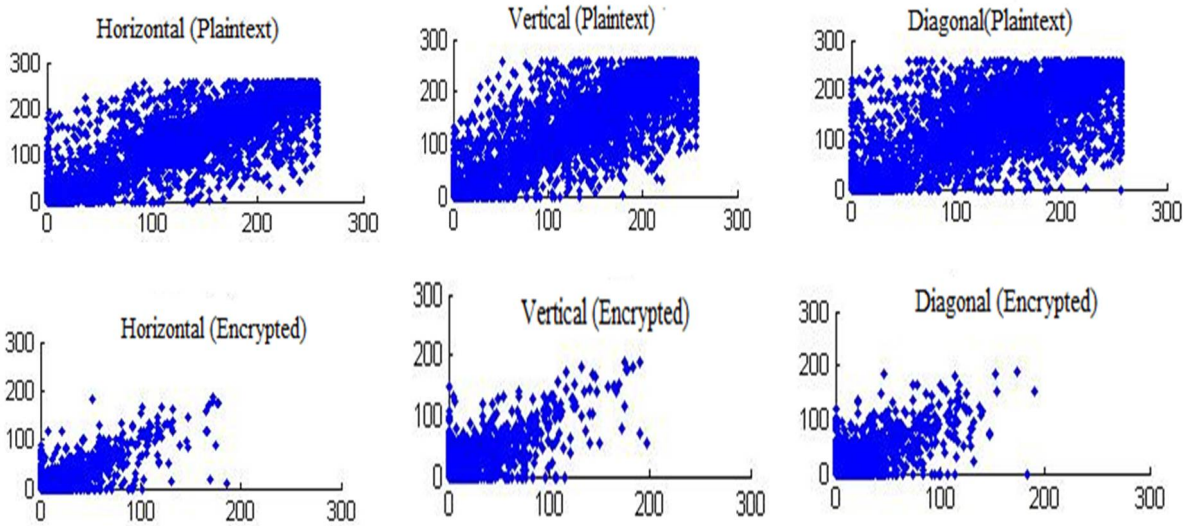 Horizontal (Plaintext)
300
200
100
0
0 100 200 300
Vertical (Plaintext)
300
200
100
0
0 100 200 300
Diagonal(Plaintext)
300
200
100
0
0 100 200 300
Horizontal (Encrypted)
300
200
100
0
0 100 200 300
Vertical (Encrypted)
300
200
100
0
0 100 200 300
Diagonal (Encrypted)
300
200
100
0
0 100 200 300